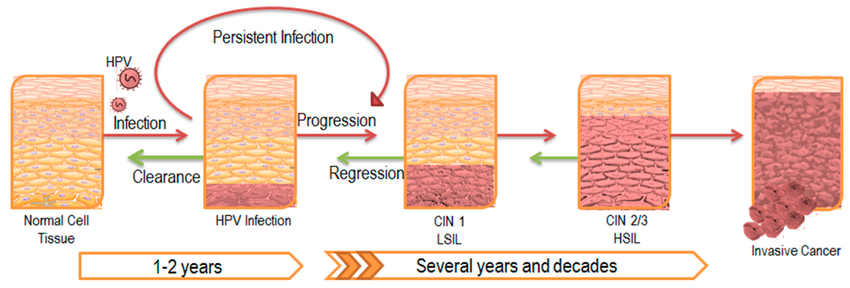 Persistent Infection
HPV
Infection
Progression
Clearance
Regression
Normal Cell
Tissue
HPV Infection
CIN 1
LSIL
CIN 2/3
HSIL
Invasive Cancer
1-2 years
Several years and decades